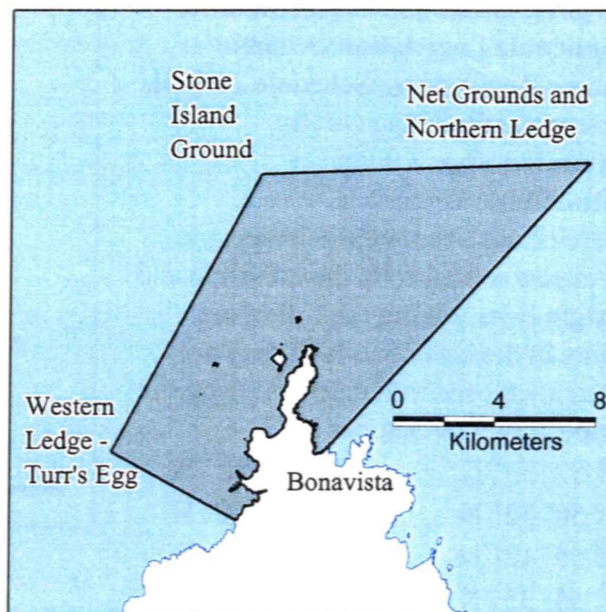 Stone
Island
Ground
Net Grounds and
Northern Ledge
Western
Ledge -
Turr's Egg
0 4 8
Kilometers
Bonavista